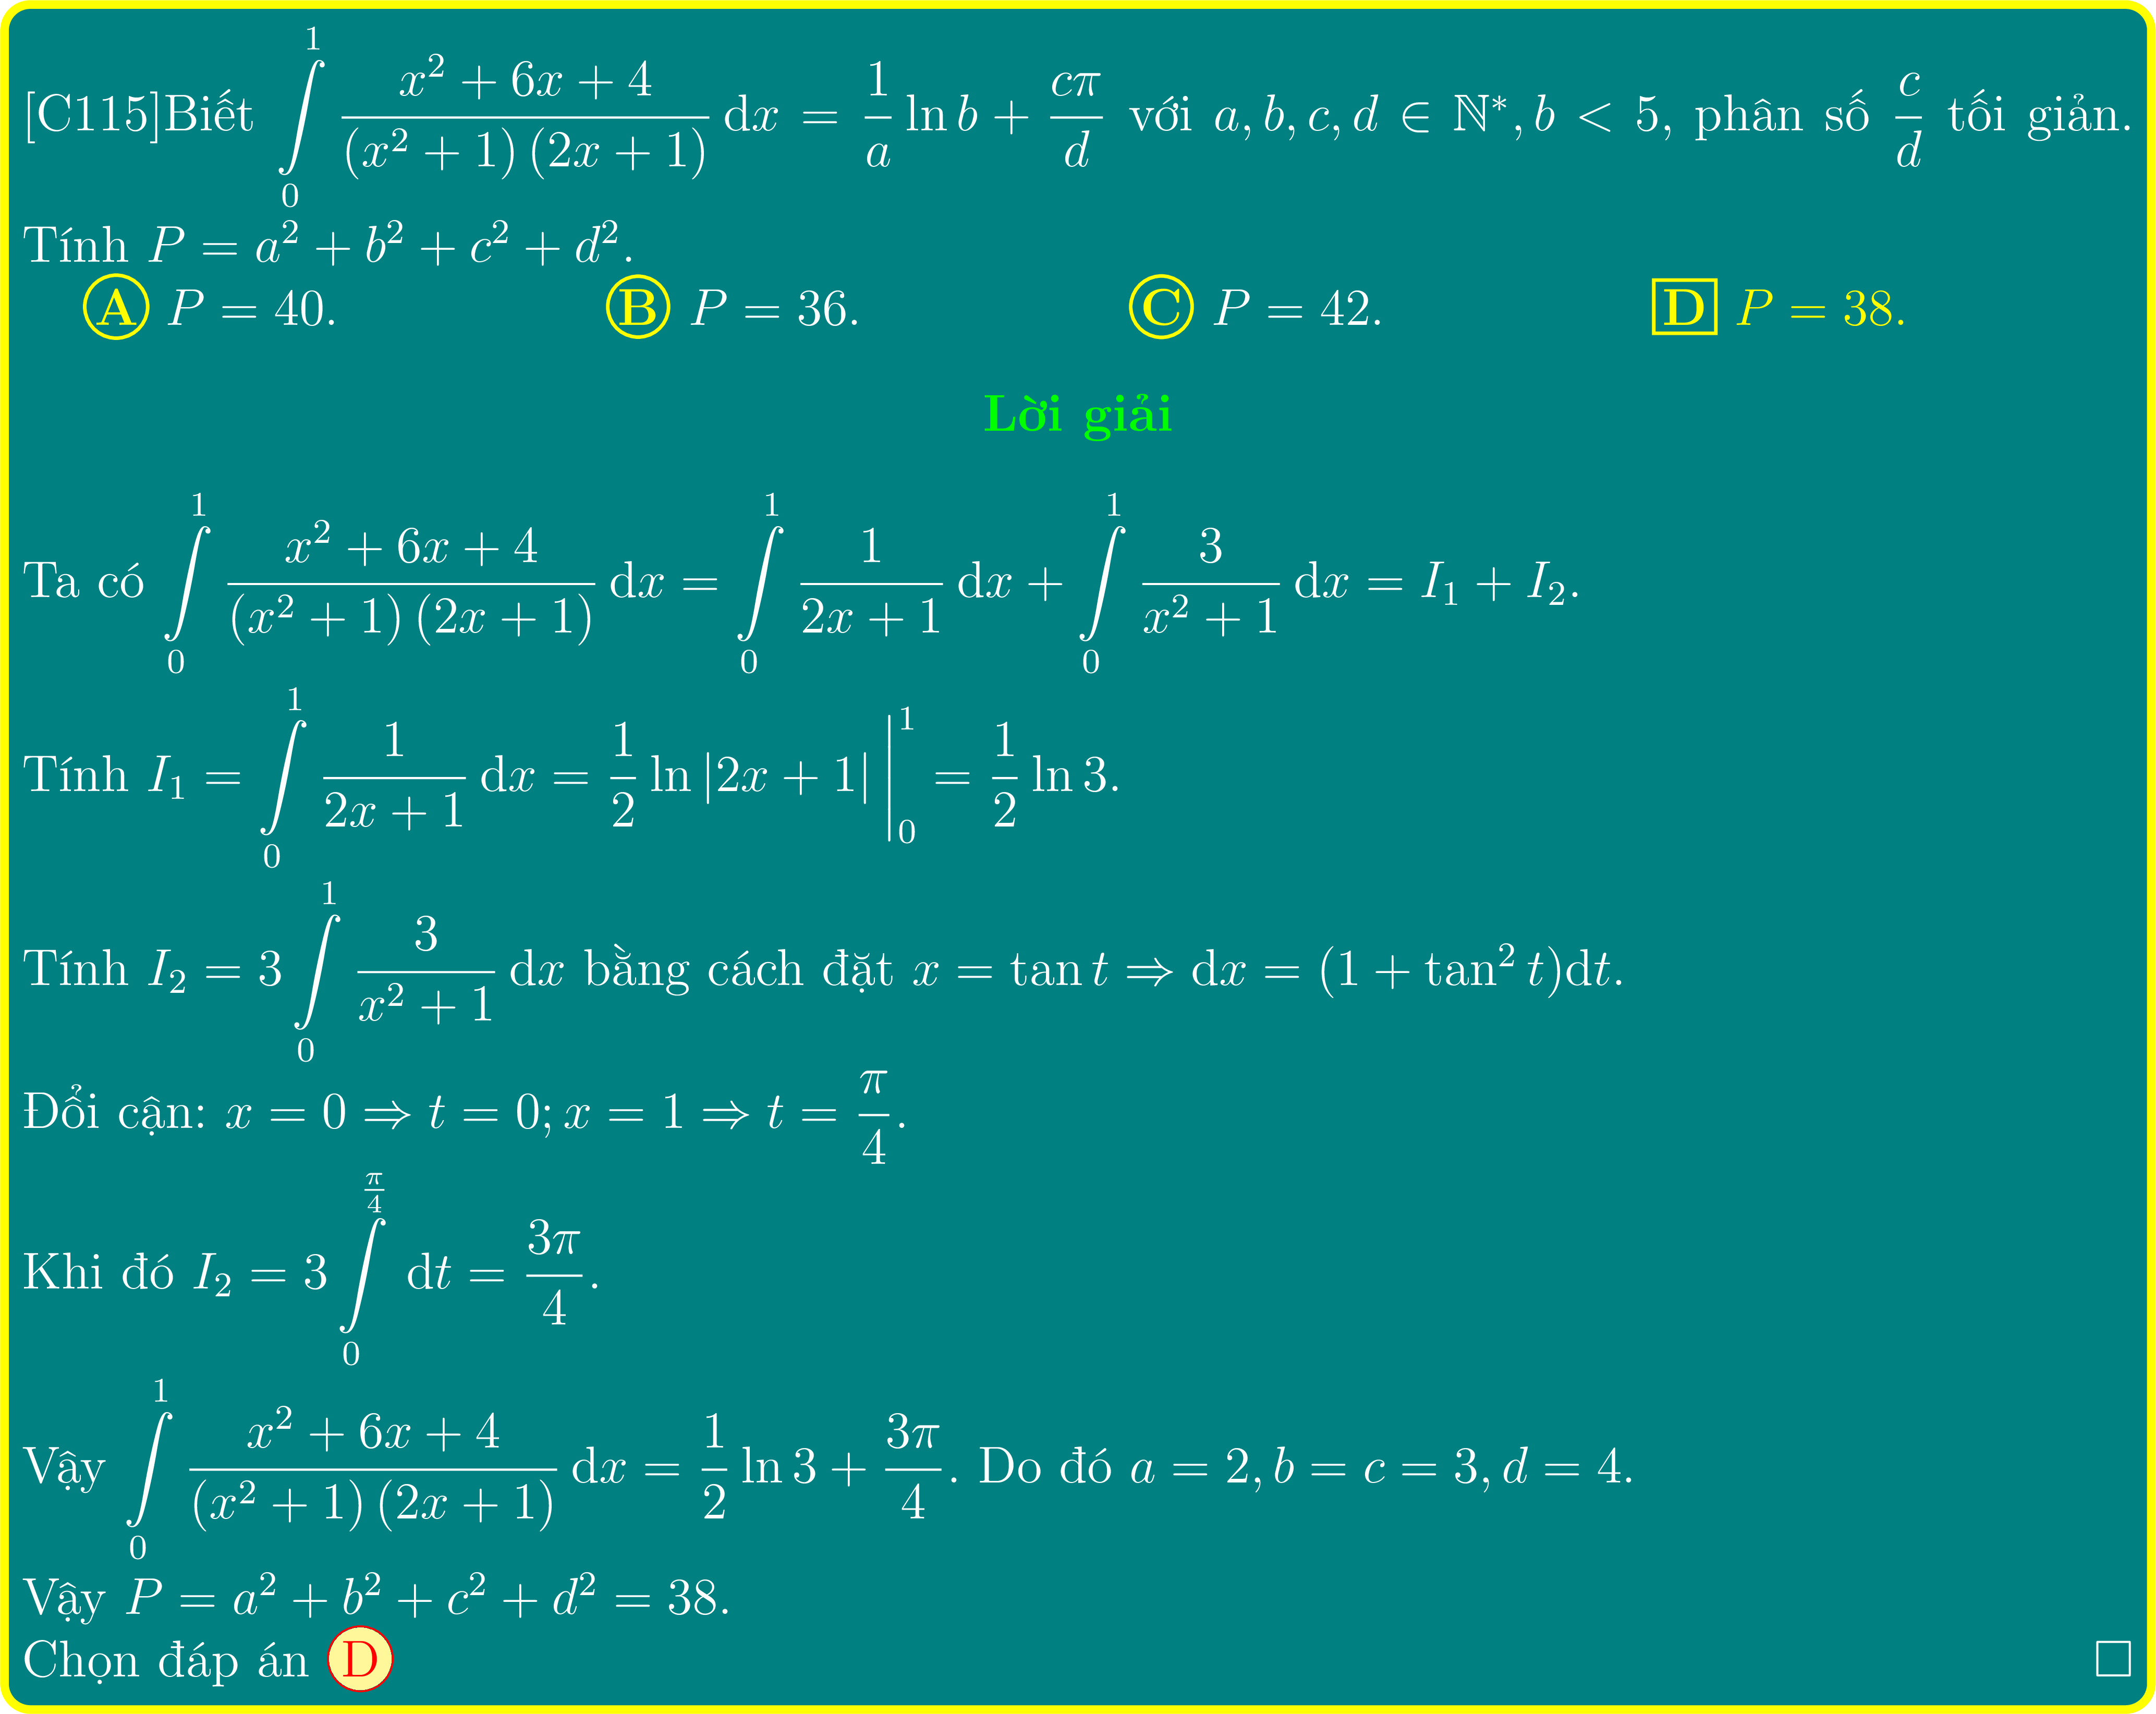 [C115]Biết $\int\limits_0^1 \frac{x^2+6x+4}{(x^2+1)(2x+1)}\,\mathrm{d}x = \frac{1}{a}\ln b + \frac{c\pi}{d}$ với $a, b, c, d \in \mathbb{N}^*, b < 5$, phân số $\frac{c}{d}$ tối giản.
Tính $P = a^2 + b^2 + c^2 + d^2$.
Ⓐ $P = 40$. Ⓑ $P = 36$. Ⓒ $P = 42$. D $P = 38$.
Lời giải
Ta có $\int\limits_0^1 \frac{x^2+6x+4}{(x^2+1)(2x+1)}\,\mathrm{d}x = \int\limits_0^1 \frac{1}{2x+1}\,\mathrm{d}x + \int\limits_0^1 \frac{3}{x^2+1}\,\mathrm{d}x = I_1 + I_2$.
Tính $I_1 = \int\limits_0^1 \frac{1}{2x+1}\,\mathrm{d}x = \frac{1}{2}\ln|2x+1|\Big|_0^1 = \frac{1}{2}\ln 3$.
Tính $I_2 = 3\int\limits_0^1 \frac{3}{x^2+1}\,\mathrm{d}x$ bằng cách đặt $x = \tan t \Rightarrow \mathrm{d}x = (1 + \tan^2 t)\mathrm{d}t$.
Đổi cận: $x = 0 \Rightarrow t = 0; x = 1 \Rightarrow t = \frac{\pi}{4}$.
Khi đó $I_2 = 3\int\limits_0^{\frac{\pi}{4}} \mathrm{d}t = \frac{3\pi}{4}$.
Vậy $\int\limits_0^1 \frac{x^2+6x+4}{(x^2+1)(2x+1)}\,\mathrm{d}x = \frac{1}{2}\ln 3 + \frac{3\pi}{4}$. Do đó $a = 2, b = c = 3, d = 4$.
Vậy $P = a^2 + b^2 + c^2 + d^2 = 38$.
Chọn đáp án Ⓓ □